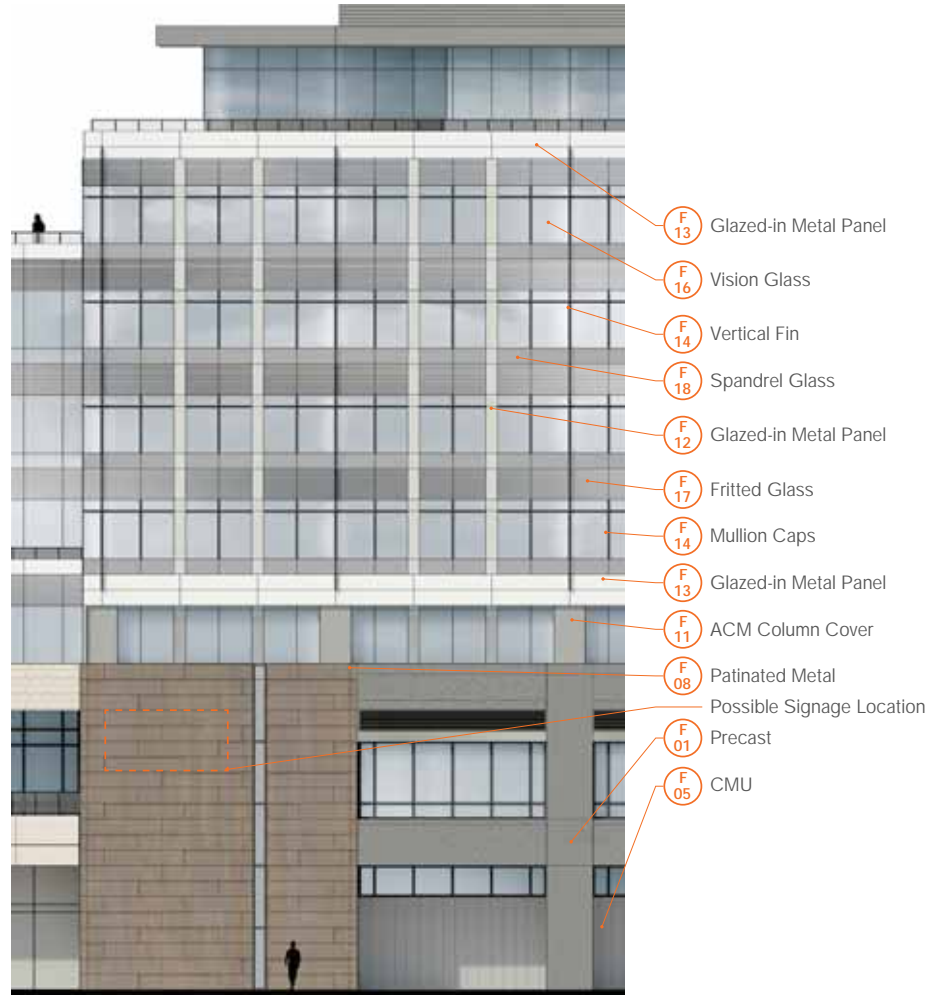 F
13
Glazed-in Metal Panel
F
16
Vision Glass
F
14
Vertical Fin
F
18
Spandrel Glass
F
12
Glazed-in Metal Panel
F
17
Fritted Glass
F
14
Mullion Caps
F
13
Glazed-in Metal Panel
F
11
ACM Column Cover
F
08
Patinated Metal
Possible Signage Location
F
01
Precast
F
05
CMU